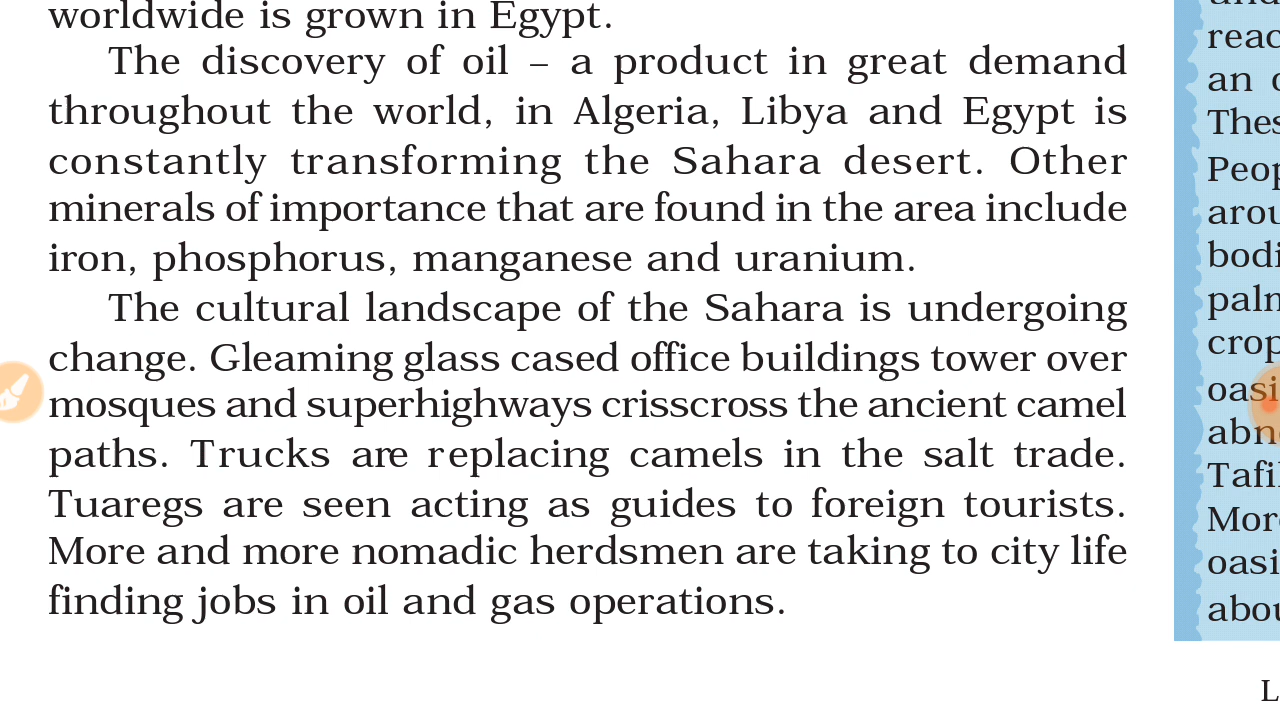 worldwide is grown in Egypt.
The discovery of oil – a product in great demand
throughout the world, in Algeria, Libya and Egypt is
constantly transforming the Sahara desert. Other
minerals of importance that are found in the area include
iron, phosphorus, manganese and uranium.
The cultural landscape of the Sahara is undergoing
change. Gleaming glass cased office buildings tower over
mosques and superhighways crisscross the ancient camel
paths. Trucks are replacing camels in the salt trade.
Tuaregs are seen acting as guides to foreign tourists.
More and more nomadic herdsmen are taking to city life
finding jobs in oil and gas operations.
an